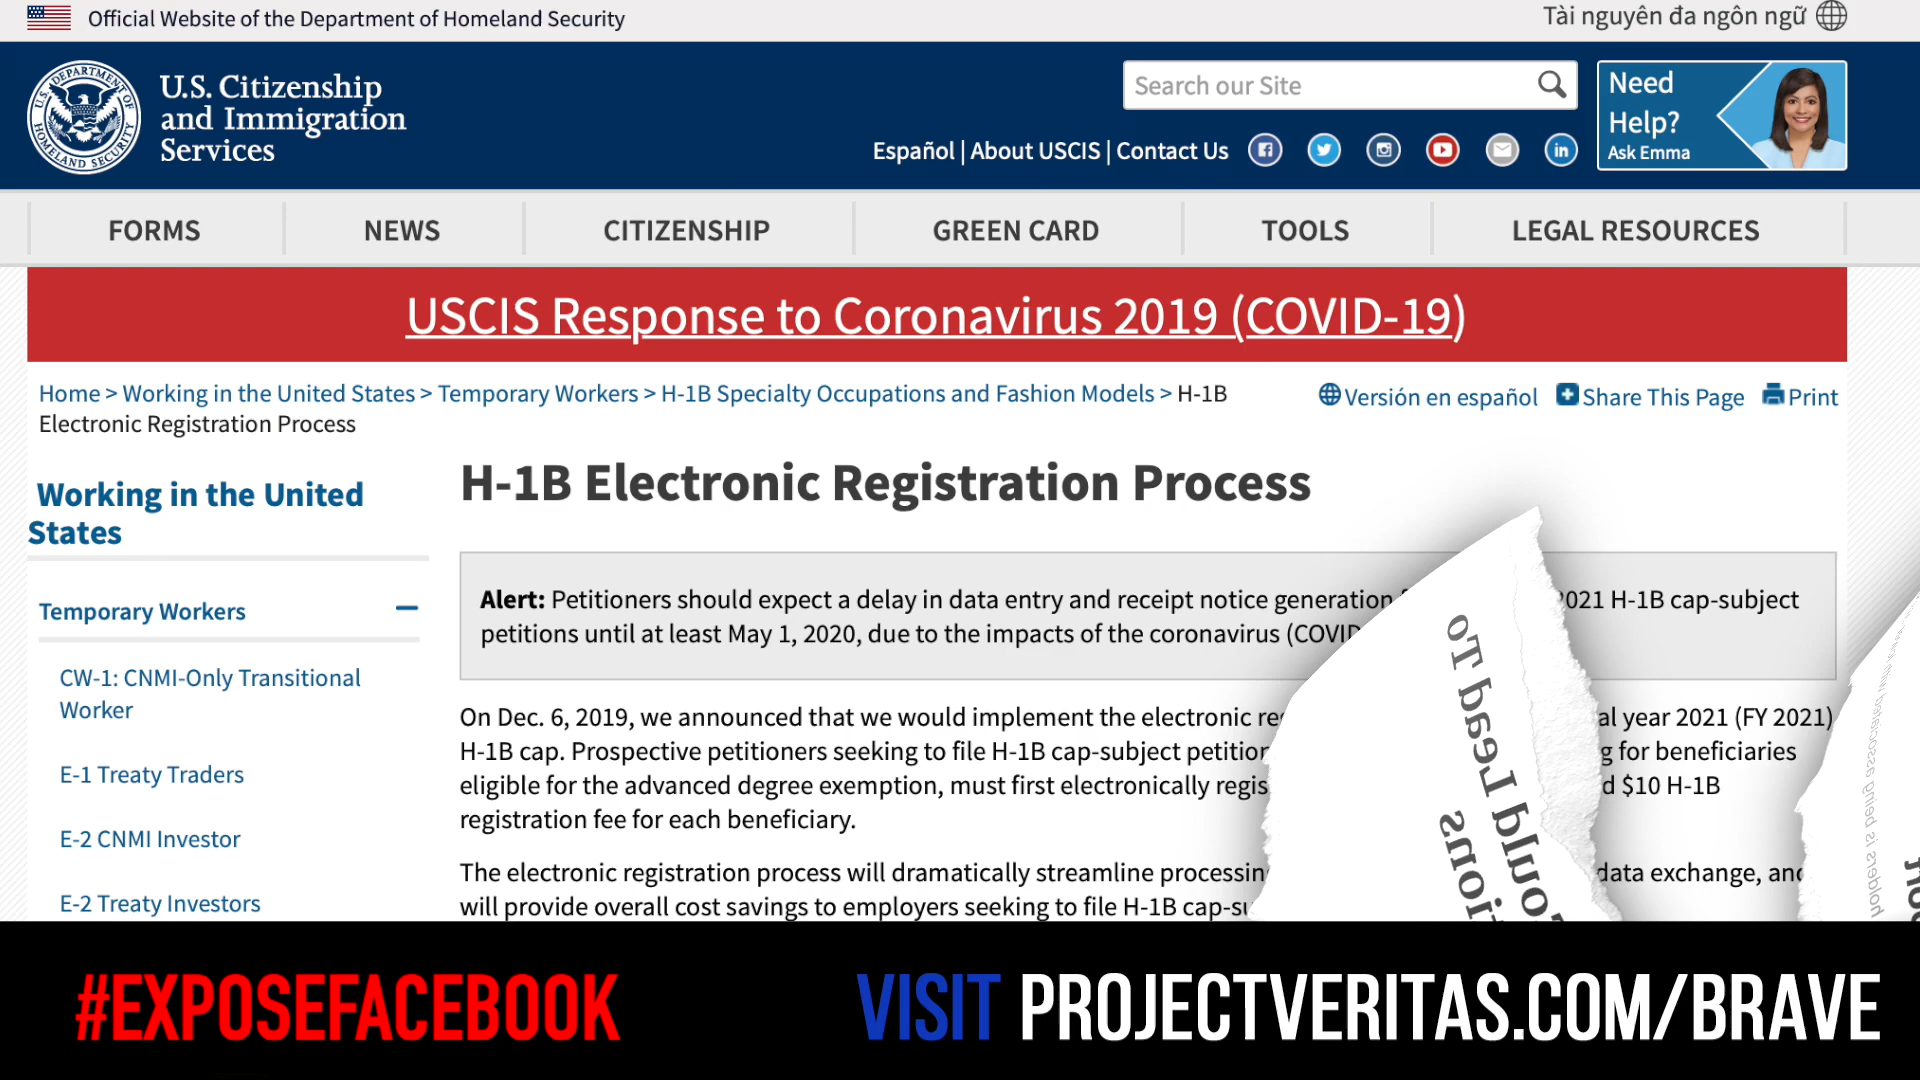 Official Website of the Department of Homeland Security
Tài nguyên đa ngôn ngữ
U.S. DEPARTMENT OF HOMELAND SECURITY
U.S. Citizenship
and Immigration
Services
Search our Site
Need
Help?
Ask Emma
Español | About USCIS | Contact Us
FORMS
NEWS
CITIZENSHIP
GREEN CARD
TOOLS
LEGAL RESOURCES
USCIS Response to Coronavirus 2019 (COVID-19)
Home > Working in the United States > Temporary Workers > H-1B Specialty Occupations and Fashion Models > H-1B
Electronic Registration Process
Versión en español
Share This Page
Print
Working in the United
States
Temporary Workers
CW-1: CNMI-Only Transitional
Worker
E-1 Treaty Traders
E-2 CNMI Investor
E-2 Treaty Investors
H-1B Electronic Registration Process
Alert: Petitioners should expect a delay in data entry and receipt notice generation 021 H-1B cap-subject
petitions until at least May 1, 2020, due to the impacts of the coronavirus (COVID
On Dec. 6, 2019, we announced that we would implement the electronic re al year 2021 (FY 2021)
H-1B cap. Prospective petitioners seeking to file H-1B cap-subject petition g for beneficiaries
eligible for the advanced degree exemption, must first electronically regis d $10 H-1B
registration fee for each beneficiary.
The electronic registration process will dramatically streamline processin data exchange, and
will provide overall cost savings to employers seeking to file H-1B cap-su
Could Lead To
ions
#EXPOSEFACEBOOK
VISIT PROJECTVERITAS.COM/BRAVE